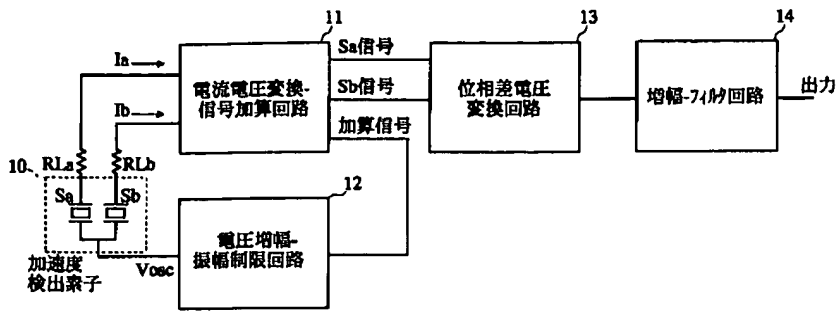 11
Ia
電流電圧変換-
信号加算回路
Ib
Sa信号
Sb信号
加算信号
13
位相差電圧
変換回路
14
増幅-フィルタ回路
出力
10
RLa
RLb
Sa
Sb
加速度
検出素子
Vosc
12
電圧増幅-
振幅制限回路